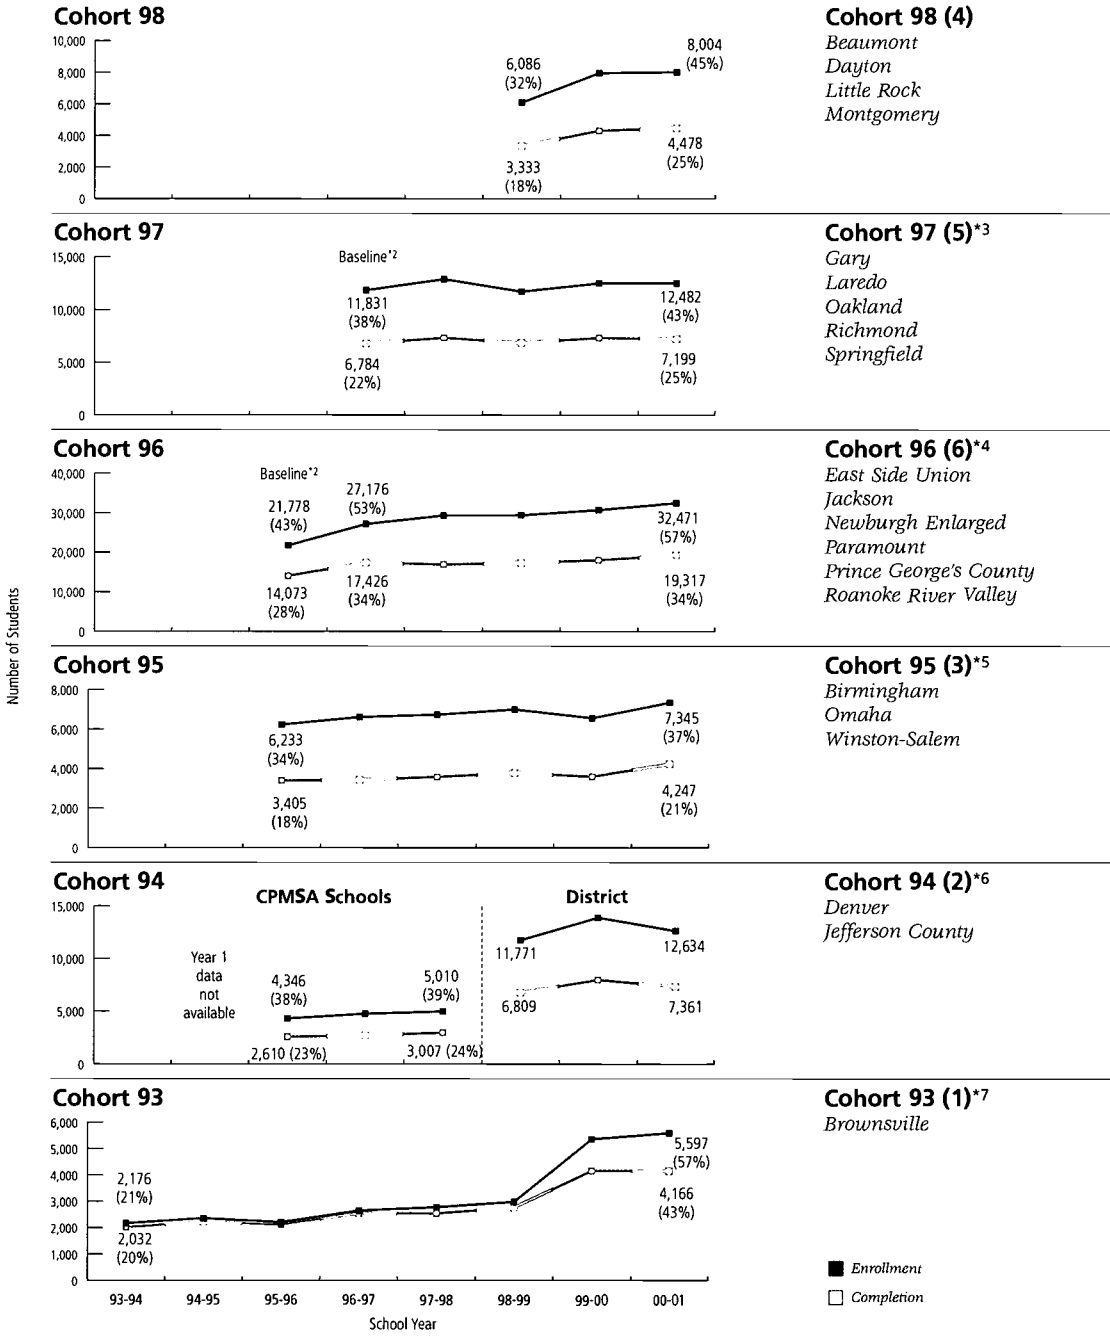 Cohort 98
10,000
8,000
6,000
4,000
2,000
0
6,086
(32%)
8,004
(45%)
3,333
(18%)
4,478
(25%)
Cohort 98 (4)
Beaumont
Dayton
Little Rock
Montgomery
Cohort 97
15,000
10,000
5,000
0
Baseline*2
11,831
(38%)
12,482
(43%)
6,784
(22%)
7,199
(25%)
Cohort 97 (5)*3
Gary
Laredo
Oakland
Richmond
Springfield
Cohort 96
40,000
30,000
20,000
10,000
0
Baseline*2
21,778
(43%)
27,176
(53%)
32,471
(57%)
14,073
(28%)
17,426
(34%)
19,317
(34%)
Cohort 96 (6)*4
East Side Union
Jackson
Newburgh Enlarged
Paramount
Prince George's County
Roanoke River Valley
Number of Students
Cohort 95
8,000
6,000
4,000
2,000
0
6,233
(34%)
7,345
(37%)
3,405
(18%)
4,247
(21%)
Cohort 95 (3)*5
Birmingham
Omaha
Winston-Salem
Cohort 94
CPMSA Schools
District
15,000
10,000
5,000
0
Year 1
data
not
available
4,346
(38%)
5,010
(39%)
2,610 (23%)
3,007 (24%)
11,771
12,634
6,809
7,361
Cohort 94 (2)*6
Denver
Jefferson County
Cohort 93
6,000
5,000
4,000
3,000
2,000
1,000
0
2,176
(21%)
2,032
(20%)
5,597
(57%)
4,166
(43%)
Cohort 93 (1)*7
Brownsville
Enrollment
Completion
93-94 94-95 95-96 96-97 97-98 98-99 99-00 00-01
School Year